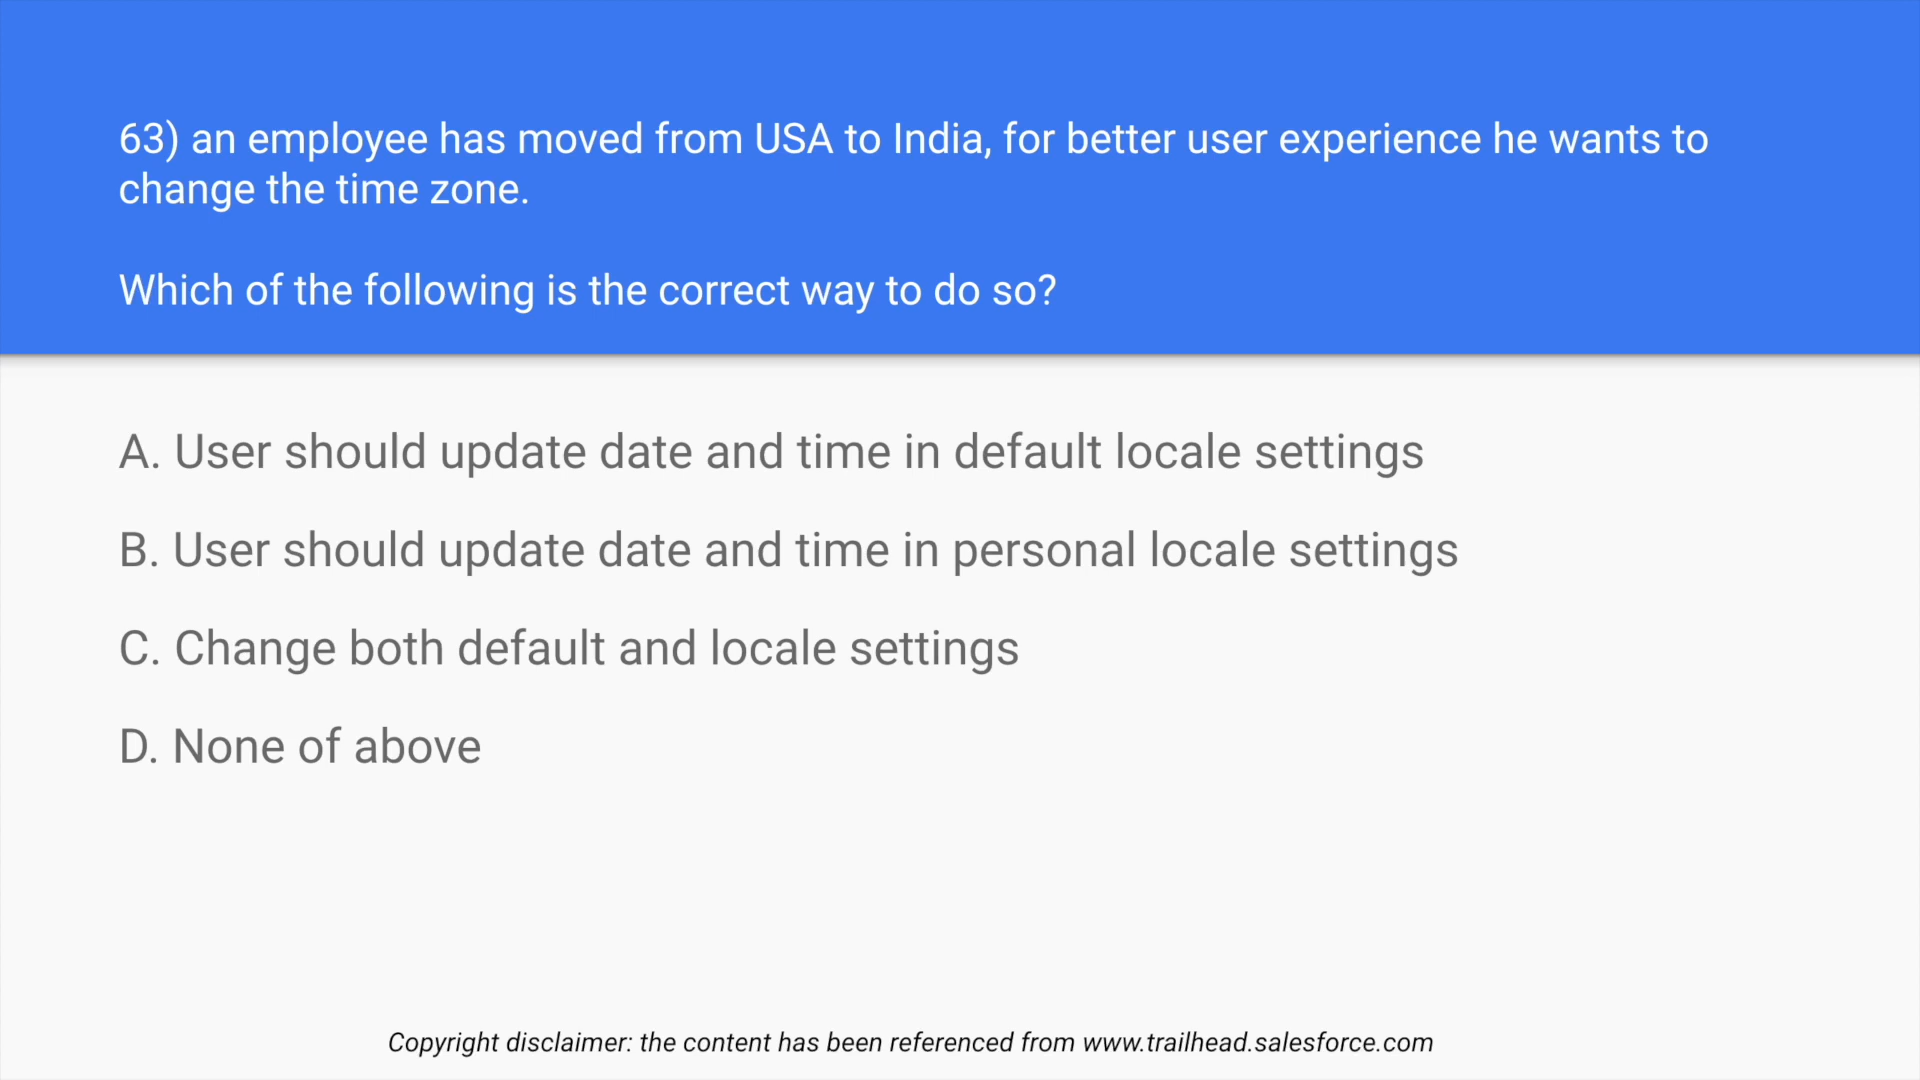 63) an employee has moved from USA to India, for better user experience he wants to
change the time zone.
Which of the following is the correct way to do so?
A. User should update date and time in default locale settings
B. User should update date and time in personal locale settings
C. Change both default and locale settings
D. None of above
Copyright disclaimer: the content has been referenced from www.trailhead.salesforce.com